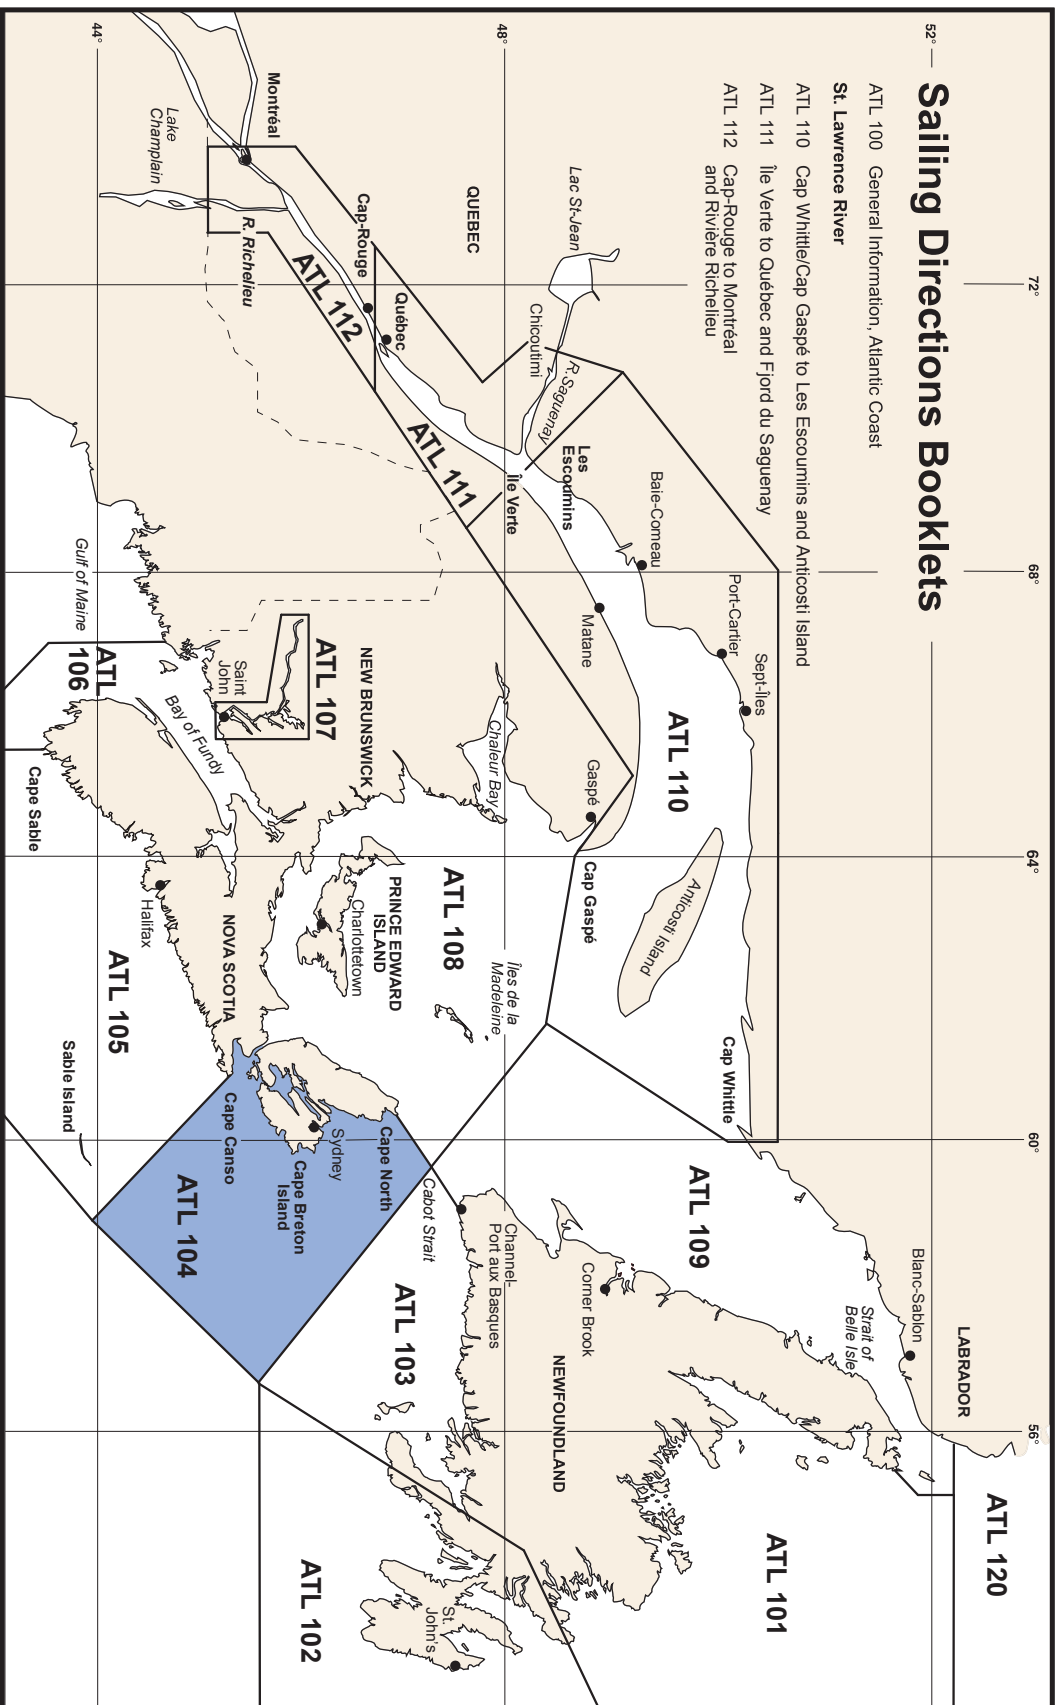 Sailing Directions Booklets
ATL 100 General Information, Atlantic Coast
St. Lawrence River
ATL 110 Cap Whittle/Cap Gaspé to Les Escoumins and Anticosti Island
ATL 111 Île Verte to Québec and Fjord du Saguenay
ATL 112 Cap-Rouge to Montréal
and Rivière Richelieu
72°
68°
64°
60°
56°
52°
48°
44°
LABRADOR
ATL 120
Blanc-Sablon
Strait of
Belle Isle
Sept-Îles
Port-Cartier
Baie-Comeau
Cap Whittle
ATL 110
ATL 109
ATL 101
Anticosti Island
Lac St-Jean
Chicoutimi
R. Saguenay
Les
Escoumins
Île Verte
Matane
Gaspé
Cap Gaspé
Corner Brook
NEWFOUNDLAND
QUEBEC
Chaleur Bay
Îles de la
Madeleine
Channel-
Port aux Basques
Cabot Strait
ATL 111
ATL 108
ATL 103
St.
John's
Québec
Cap-Rouge
ATL 112
NEW BRUNSWICK
PRINCE EDWARD
ISLAND
Charlottetown
Cape North
Sydney
Cape Breton
Island
ATL 102
ATL 107
Montréal
R. Richelieu
Lake
Champlain
Saint
John
Bay of Fundy
NOVA SCOTIA
Cape Canso
ATL 104
Halifax
ATL 105
Gulf of Maine
ATL
106
Cape Sable
Sable Island